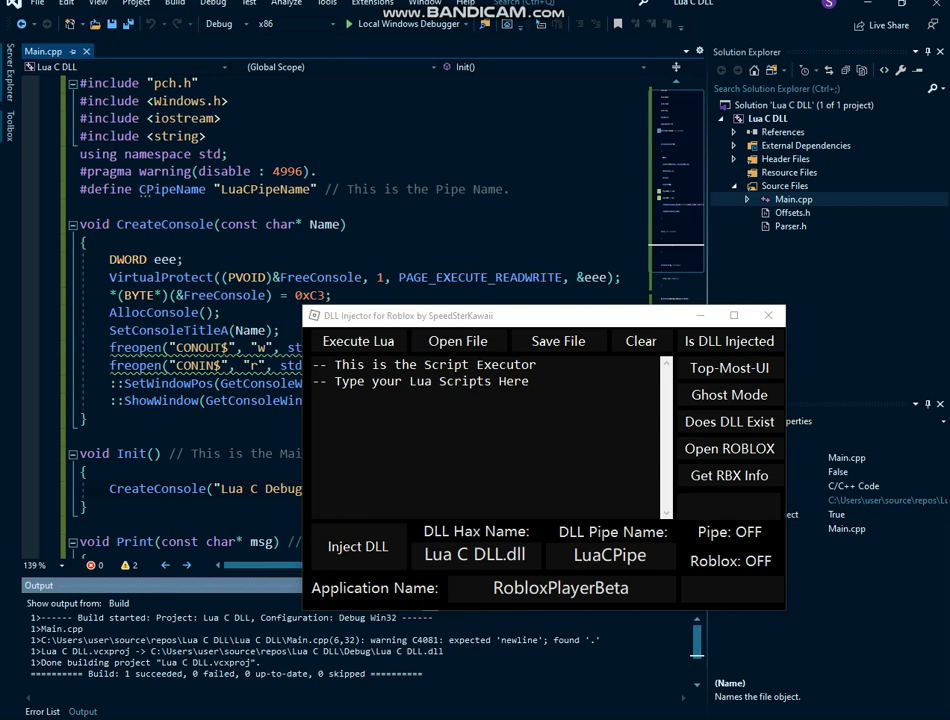 File Edit View Project Build Debug Test Analyze Tools Extensions Window Help Search (Ctrl+Q) Lua C DLL S
www.BANDICAM.com
Debug x86 Local Windows Debugger Live Share
Server Explorer
Toolbox
Main.cpp
Lua C DLL (Global Scope) Init()
#include "pch.h"
#include <Windows.h>
#include <iostream>
#include <string>
using namespace std;
#pragma warning(disable : 4996).
#define CPipeName "LuaCPipeName" // This is the Pipe Name.
void CreateConsole(const char* Name)
{
DWORD eee;
VirtualProtect((PVOID)&FreeConsole, 1, PAGE_EXECUTE_READWRITE, &eee);
*(BYTE*)(&FreeConsole) = 0xC3;
AllocConsole();
SetConsoleTitleA(Name);
freopen("CONOUT$", "w", st
freopen("CONIN$", "r", std
::SetWindowPos(GetConsoleW
::ShowWindow(GetConsoleWin
}
void Init() // This is the Mai
{
CreateConsole("Lua C Debug
}
void Print(const char* msg) //
{
139 % 0 2
Output
Show output from: Build
1>------ Build started: Project: Lua C DLL, Configuration: Debug Win32 ------
1>Main.cpp
1>C:\Users\user\source\repos\Lua C DLL\Lua C DLL\Main.cpp(6,32): warning C4081: expected 'newline'; found '.'
1>Lua C DLL.vcxproj -> C:\Users\user\source\repos\Lua C DLL\Debug\Lua C DLL.dll
1>Done building project "Lua C DLL.vcxproj".
========== Build: 1 succeeded, 0 failed, 0 up-to-date, 0 skipped ==========
Error List Output
DLL Injector for Roblox by SpeedSterKawaii
Execute Lua Open File Save File Clear Is DLL Injected
-- This is the Script Executor
-- Type your Lua Scripts Here
Top-Most-UI
Ghost Mode
Does DLL Exist
Open ROBLOX
Get RBX Info
Inject DLL
DLL Hax Name: DLL Pipe Name: Pipe: OFF
Lua C DLL.dll LuaCPipe Roblox: OFF
Application Name: RobloxPlayerBeta
Solution Explorer
Search Solution Explorer (Ctrl+;)
Solution 'Lua C DLL' (1 of 1 project)
Lua C DLL
References
External Dependencies
Header Files
Resource Files
Source Files
Main.cpp
Offsets.h
Parser.h
operties
Main.cpp
False
C/C++ Code
C:\Users\user\source\repos\Lu
ject True
Main.cpp
(Name)
Names the file object.